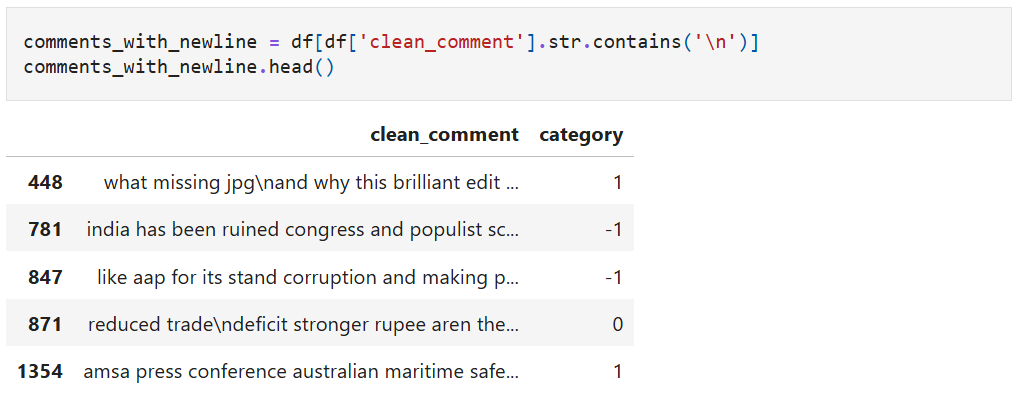 comments_with_newline = df[df['clean_comment'].str.contains('\n')]
comments_with_newline.head()
clean_comment category
448 what missing jpg\nand why this brilliant edit ... 1
781 india has been ruined congress and populist sc... -1
847 like aap for its stand corruption and making p... -1
871 reduced trade\ndeficit stronger rupee aren the... 0
1354 amsa press conference australian maritime safe... 1